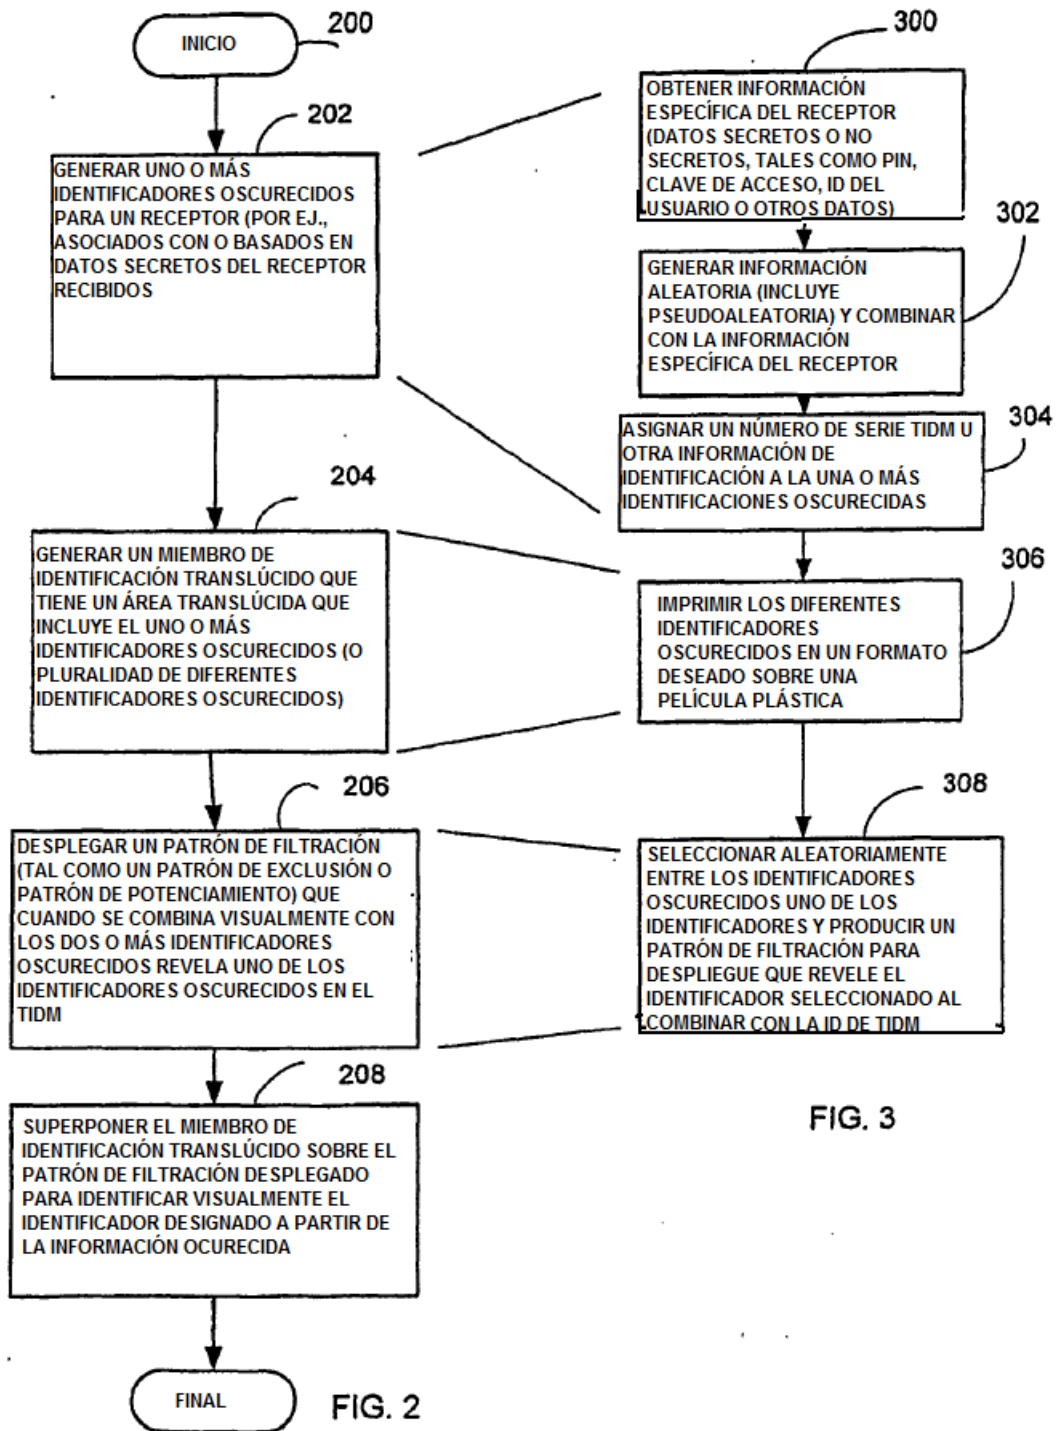 200
INICIO
202
GENERAR UNO O MÁS
IDENTIFICADORES OSCURECIDOS
PARA UN RECEPTOR (POR EJ.,
ASOCIADOS CON O BASADOS EN
DATOS SECRETOS DEL RECEPTOR
RECIBIDOS
204
GENERAR UN MIEMBRO DE
IDENTIFICACIÓN TRANSLÚCIDO QUE
TIENE UN ÁREA TRANSLÚCIDA QUE
INCLUYE EL UNO O MÁS
IDENTIFICADORES OSCURECIDOS (O
PLURALIDAD DE DIFERENTES
IDENTIFICADORES OSCURECIDOS)
206
DESPLEGAR UN PATRÓN DE FILTRACIÓN
(TAL COMO UN PATRÓN DE EXCLUSIÓN O
PATRÓN DE POTENCIAMIENTO) QUE
CUANDO SE COMBINA VISUALMENTE CON
LOS DOS O MÁS IDENTIFICADORES
OSCURECIDOS REVELA UNO DE LOS
IDENTIFICADORES OSCURECIDOS EN EL
TIDM
208
SUPERPONER EL MIEMBRO DE
IDENTIFICACIÓN TRANSLÚCIDO SOBRE EL
PATRÓN DE FILTRACIÓN DESPLEGADO
PARA IDENTIFICAR VISUALMENTE EL
IDENTIFICADOR DESIGNADO A PARTIR DE
LA INFORMACIÓN OCURECIDA
FINAL
FIG. 2
300
OBTENER INFORMACIÓN
ESPECÍFICA DEL RECEPTOR
(DATOS SECRETOS O NO
SECRETOS, TALES COMO PIN,
CLAVE DE ACCESO, ID DEL
USUARIO O OTROS DATOS)
302
GENERAR INFORMACIÓN
ALEATORIA (INCLUYE
PSEUDOALEATORIA) Y COMBINAR
CON LA INFORMACIÓN
ESPECÍFICA DEL RECEPTOR
304
ASIGNAR UN NÚMERO DE SERIE TIDM U
OTRA INFORMACIÓN DE
IDENTIFICACIÓN A LA UNA O MÁS
IDENTIFICACIONES OSCURECIDAS
306
IMPRIMIR LOS DIFERENTES
IDENTIFICADORES
OSCURECIDOS EN UN FORMATO
DESEADO SOBRE UNA
PELÍCULA PLÁSTICA
308
SELECCIONAR ALEATORIAMENTE
ENTRE LOS IDENTIFICADORES
OSCURECIDOS UNO DE LOS
IDENTIFICADORES Y PRODUCIR UN
PATRÓN DE FILTRACIÓN PARA
DESPLIEGUE QUE REVELE EL
IDENTIFICADOR SELECCIONADO AL
COMBINAR CON LA ID DE TIDM
FIG. 3